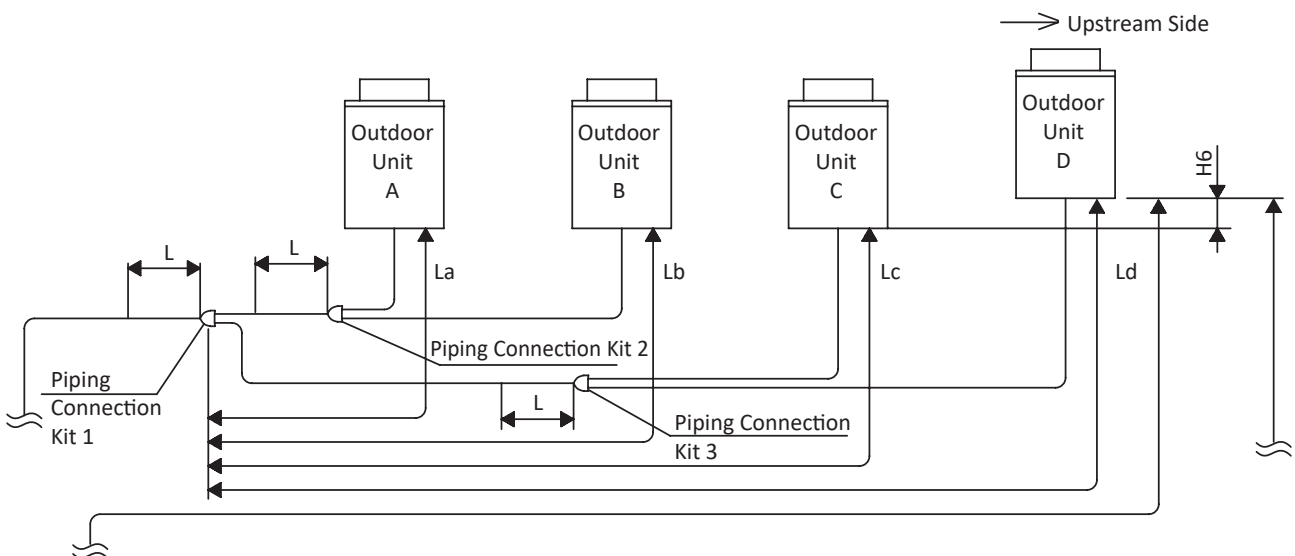 Upstream Side
Outdoor
Unit
A
Outdoor
Unit
B
Outdoor
Unit
C
Outdoor
Unit
D
H6
L
L
La
Lb
Lc
Ld
Piping Connection Kit 2
Piping
Connection
Kit 1
L
Piping Connection
Kit 3